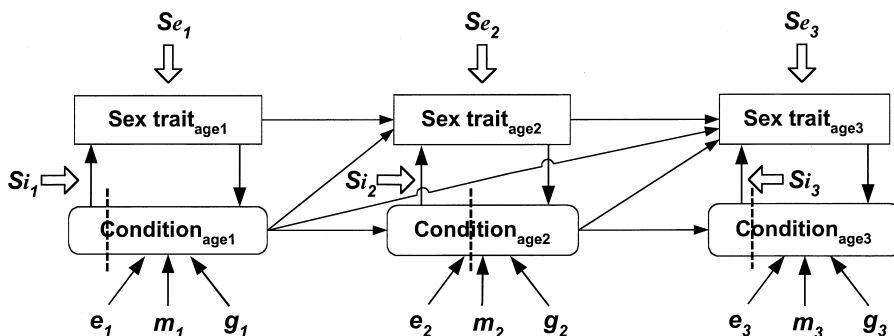 Se1 Se2 Se3
Sex traitage1 Sex traitage2 Sex traitage3
Si1 Si2 Si3
Conditionage1 Conditionage2 Conditionage3
e1 m1 g1 e2 m2 g2 e3 m3 g3